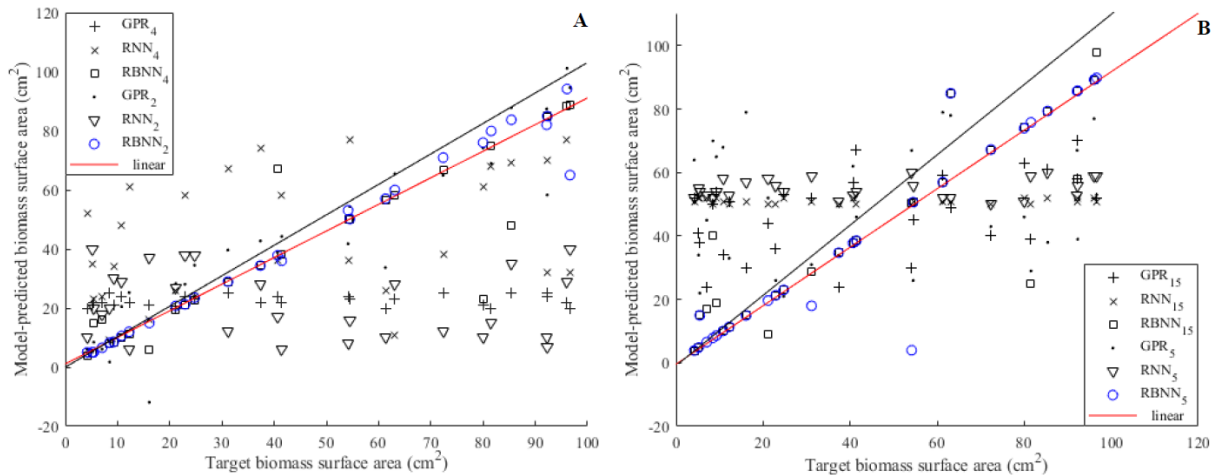 A
Model-predicted biomass surface area (cm²)
120
100
80
60
40
20
0
-20
GPR₄
RNN₄
RBNN₄
GPR₂
RNN₂
RBNN₂
linear
0 10 20 30 40 50 60 70 80 90 100
Target biomass surface area (cm²)
B
Model-predicted biomass surface area (cm²)
100
80
60
40
20
0
-20
GPR₁₅
RNN₁₅
RBNN₁₅
GPR₅
RNN₅
RBNN₅
linear
0 20 40 60 80 100 120
Target biomass surface area (cm²)